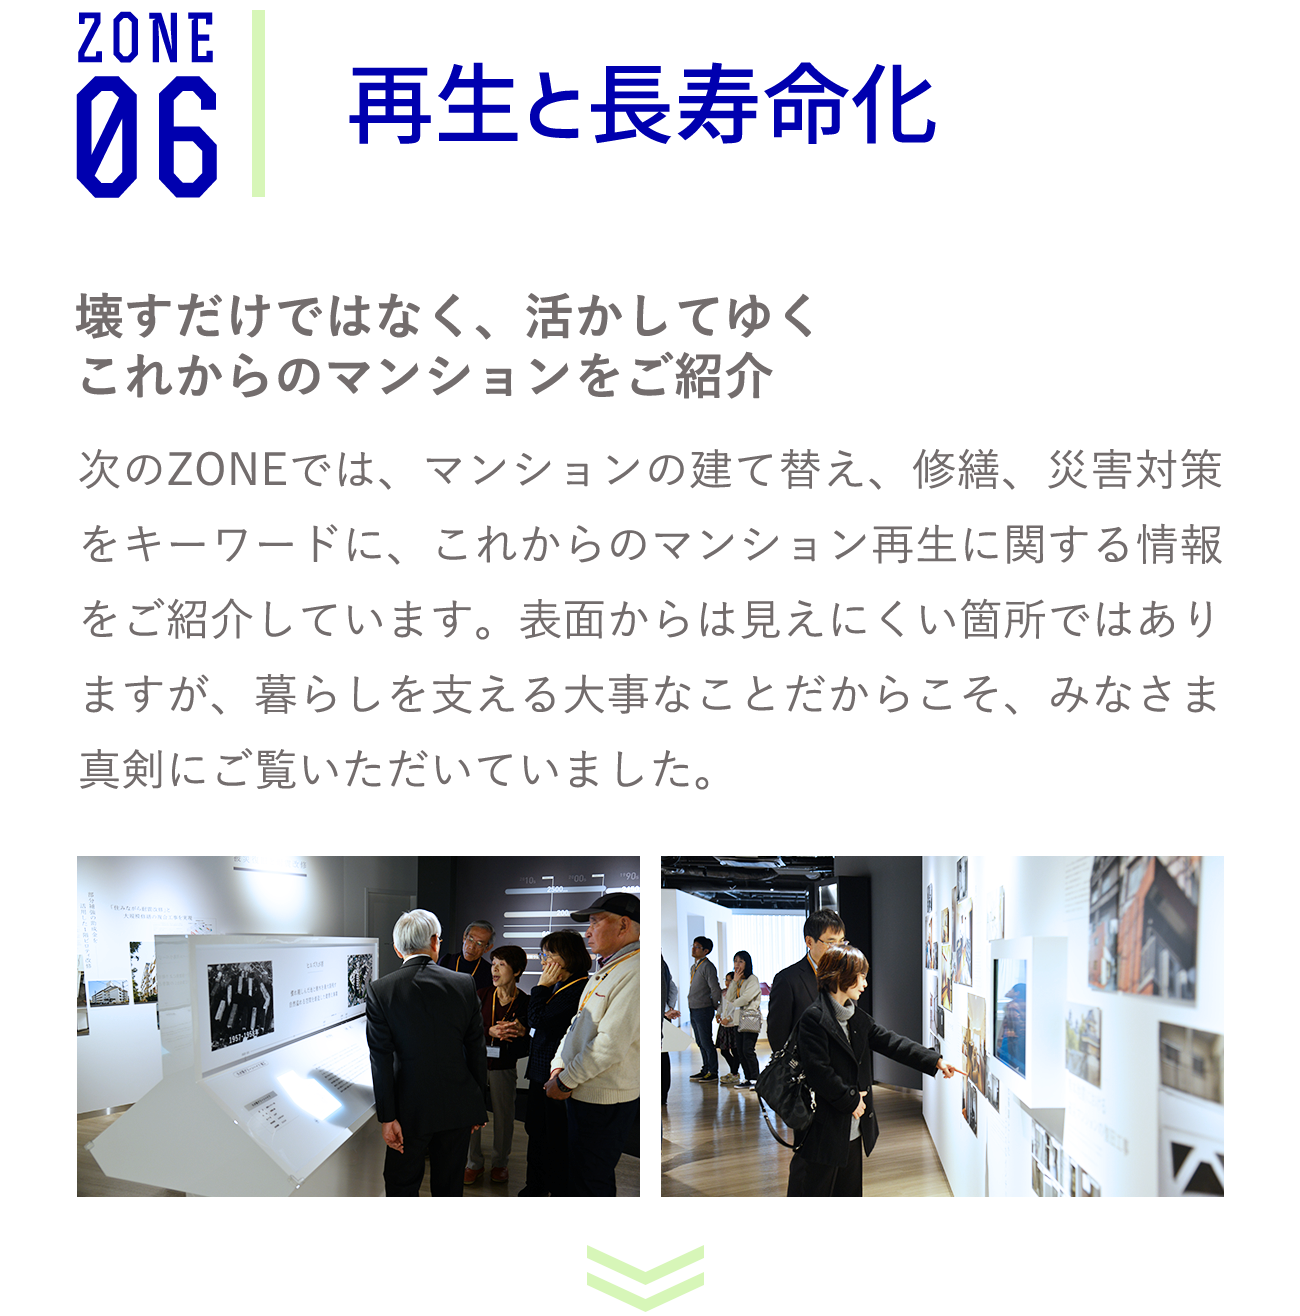 ZONE
06
再生と長寿命化
壊すだけではなく、活かしてゆく
これからのマンションをご紹介
次のZONEでは、マンションの建て替え、修繕、災害対策
をキーワードに、これからのマンション再生に関する情報
をご紹介しています。表面からは見えにくい箇所ではあり
ますが、暮らしを支える大事なことだからこそ、みなさま
真剣にご覧いただいていました。